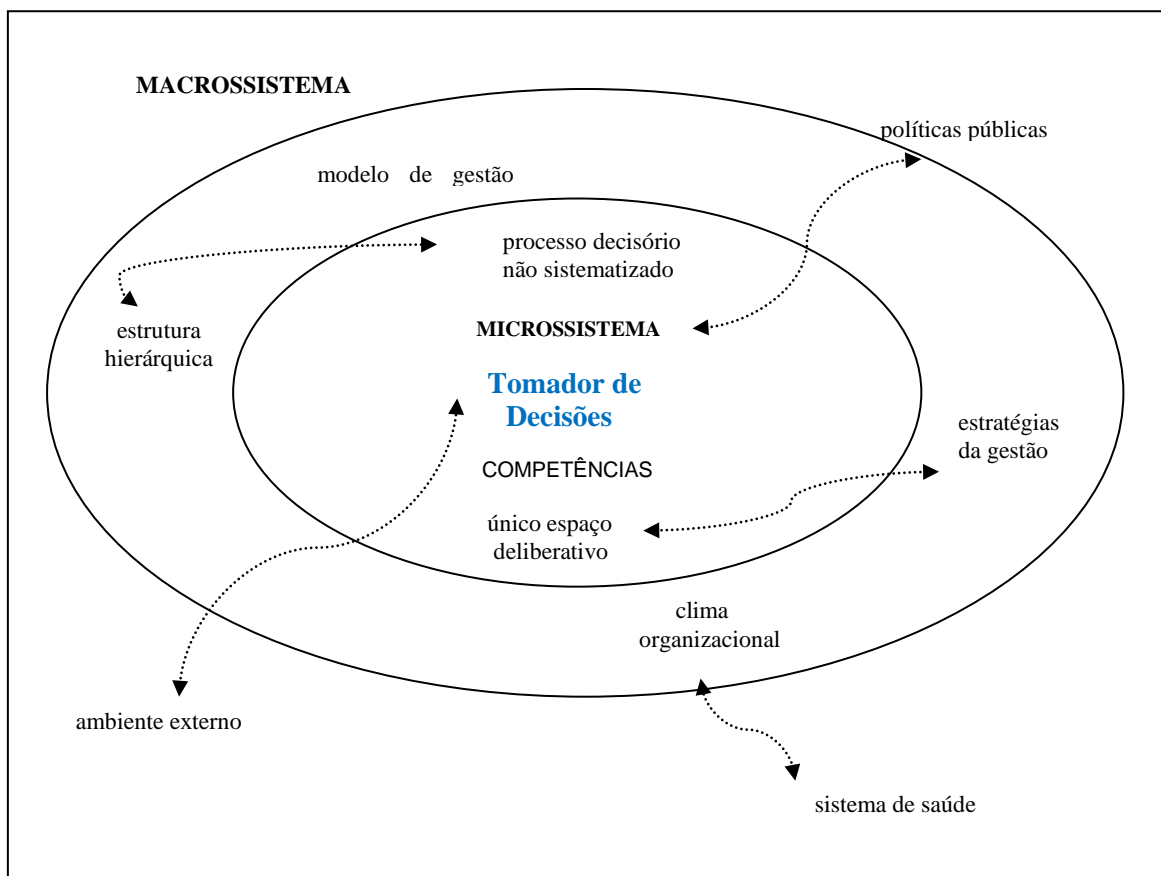 MACROSSISTEMA
políticas públicas
modelo de gestão
processo decisório
não sistematizado
estrutura
hierárquica
MICROSSISTEMA
Tomador de
Decisões
estratégias
da gestão
COMPETÊNCIAS
único espaço
deliberativo
clima
organizacional
ambiente externo
sistema de saúde